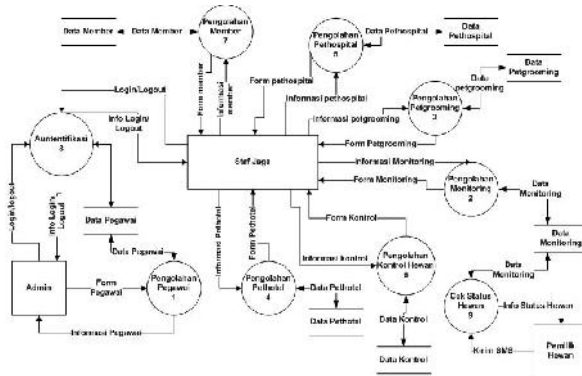 Data Member
Data Member
Pengolahan
Member
7
Pengolahan
Pethospital
Data Pethospital
Data
Pethospital
Data
Petgrooming
Data
petgrooming
Login/Logout
Form member
Informasi
member
Form pethospital
Informasi pethospital
Informasi petgrooming
Pengolahan
Petgrooming
3
Info Login/
Logout
Form Petgrooming
Auntentifikasi
Staf Jaga
Informasi Monitoring
Form Monitoring
Pengolahan
Monitoring
2
Data
Monitoring
Login/logout
Info Login/
Logout
Data Pegawai
Data Pegawai
Informasi Pethotel
Form Pethotel
Form Kontrol
Informasi kontrol
Pengolahan
Kontrol Hewan
Data
Monitoring
Data
Monitoring
Admin
Form
Pegawai
Pengolahan
Pegawai
1
Pengolahan
Pethotel
4
Data Pethotel
Data Pethotel
Data Kontrol
Data Kontrol
Cek Status
Hewan
9
Info Status Hewan
Informasi Pegawai
Kirim SMS
Pemilik
Hewan